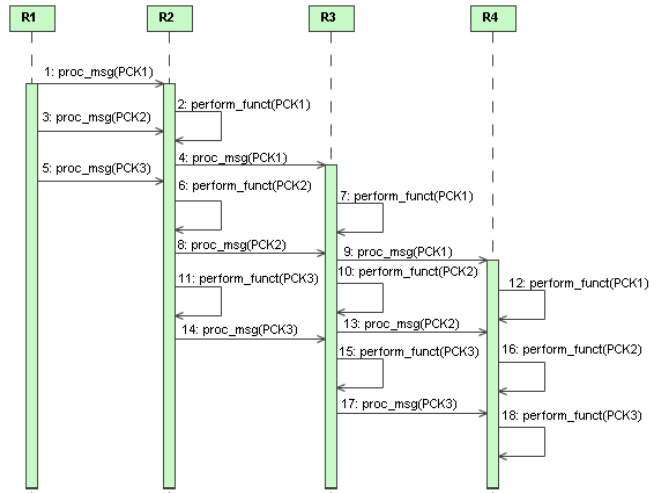 R1 R2 R3 R4
1: proc_msg(PCK1)
2: perform_funct(PCK1)
3: proc_msg(PCK2)
4: proc_msg(PCK1)
5: proc_msg(PCK3)
6: perform_funct(PCK2)
7: perform_funct(PCK1)
8: proc_msg(PCK2)
9: proc_msg(PCK1)
10: perform_funct(PCK2)
11: perform_funct(PCK3)
12: perform_funct(PCK1)
13: proc_msg(PCK2)
14: proc_msg(PCK3)
15: perform_funct(PCK3)
16: perform_funct(PCK2)
17: proc_msg(PCK3)
18: perform_funct(PCK3)